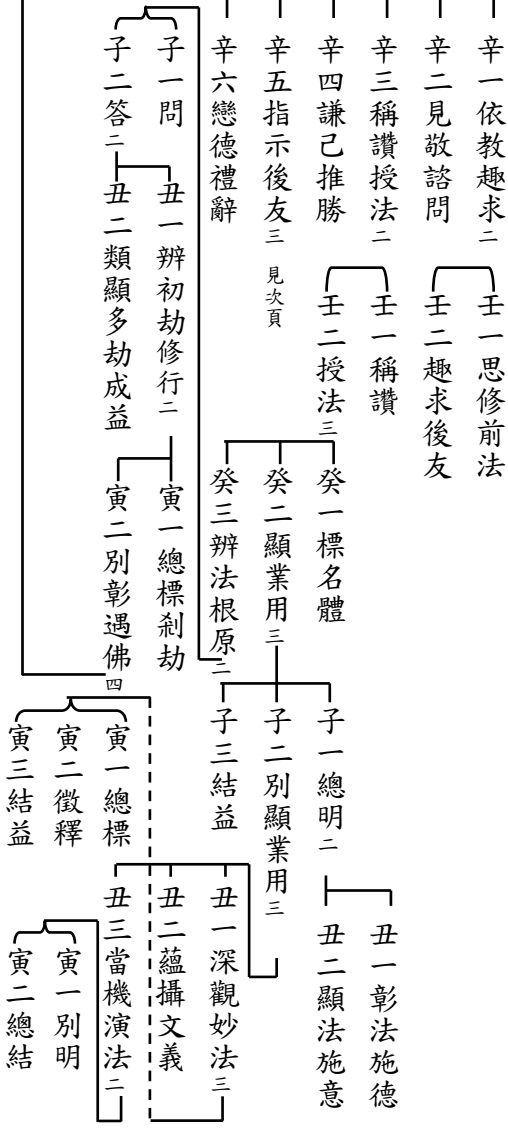 辛一依教趣求二
辛二見敬諮問
辛三稱讚授法二
辛四謙己推勝
辛五指示後友三 見次頁
辛六戀德禮辭
壬一思修前法
壬二趣求後友
壬一稱讚
壬二授法三
癸一標名體
癸二顯業用三
癸三辨法根原二
子一總明二
子二別顯業用三
子三結益
丑一彰法施德
丑二顯法施意
丑一深觀妙法三
丑二蘊攝文義
丑三當機演法二
寅一總標
寅二徵釋
寅三結益
寅一別明
寅二總結
子一問
子二答二
丑一辨初劫修行二
丑二類顯多劫成益
寅一總標剎劫
寅二別彰遇佛四